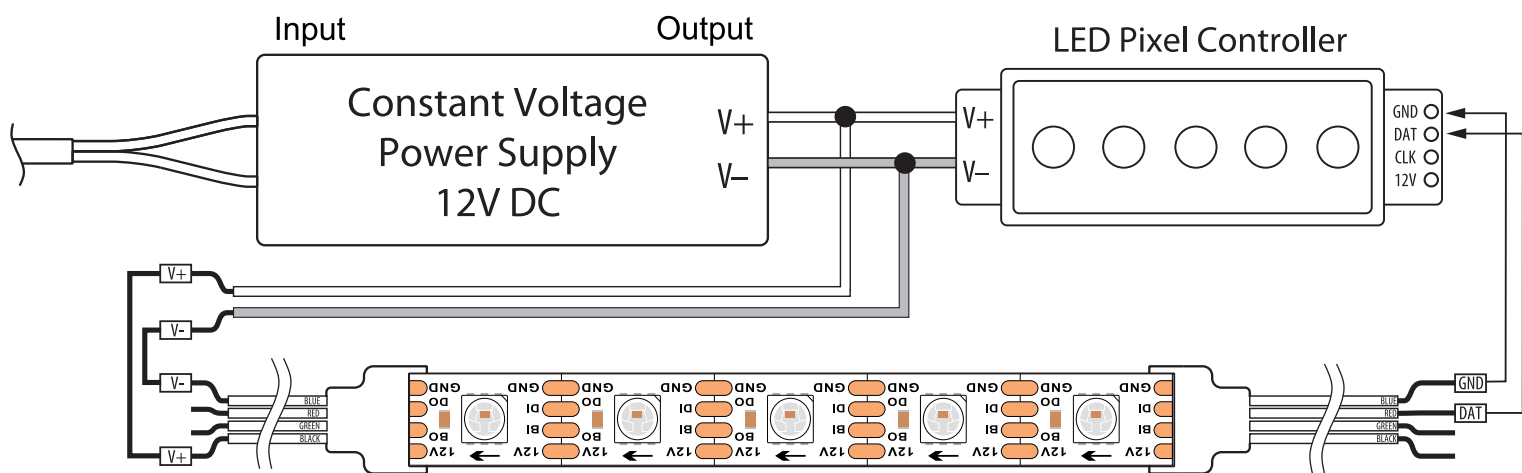 Input
Output
LED Pixel Controller
Constant Voltage
Power Supply
12V DC
V+
V-
V+
V-
GND
DAT
CLK
12V
V+
V-
V-
V+
BLUE
RED
GREEN
BLACK
GND GND GND GND GND GND GND GND GND GND
DO DI DO DI DO DI DO DI DO DI
BO BI BO BI BO BI BO BI BO BI
12V 12V 12V 12V 12V 12V 12V 12V 12V 12V
BLUE
RED
GREEN
BLACK
GND
DAT